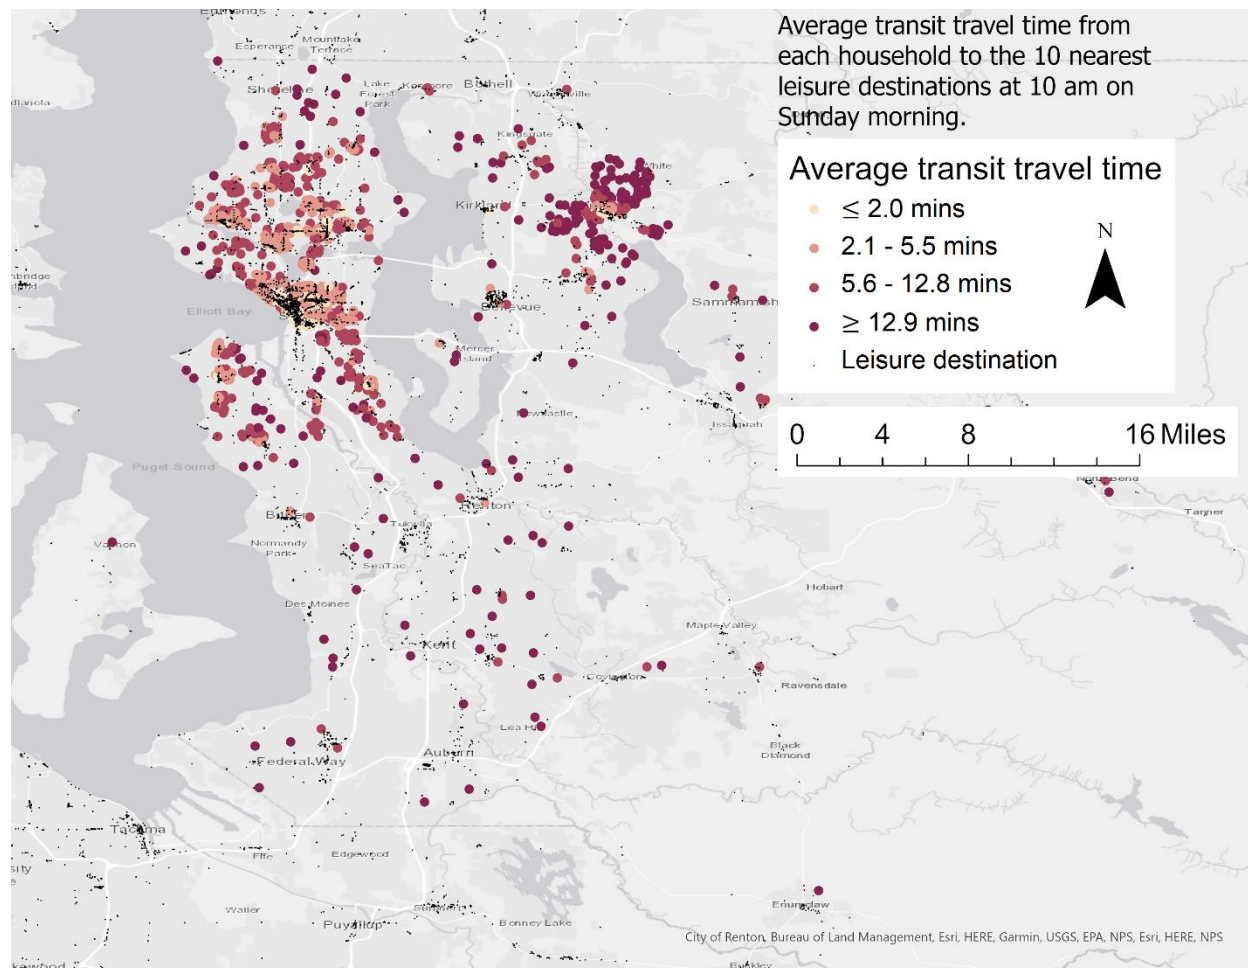 Average transit travel time from
each household to the 10 nearest
leisure destinations at 10 am on
Sunday morning.
Average transit travel time
≤ 2.0 mins
2.1 - 5.5 mins
5.6 - 12.8 mins
≥ 12.9 mins
Leisure destination
N
0 4 8 16 Miles
Esperance
Mountlake
Terrace
Shoreline
Lake
Forest
Park
Kenmore
Bothell
Woodinville
Kingsgate
Kirkland
Elliott Bay
Bellevue
Sammamish
Mercer
Island
Newcastle
Issaquah
Puget Sound
Renton
Tanner
Vashon
Normandy
Park
Tukwila
SeaTac
Des Moines
Hobart
Maple Valley
Kent
Covington
Ravensdale
Black
Diamond
Auburn
Federal Way
Tacoma
Fife
Edgewood
Waller
Puyallup
Bonney Lake
Enumclaw
City of Renton, Bureau of Land Management, Esri, HERE, Garmin, USGS, EPA, NPS, Esri, HERE, NPS